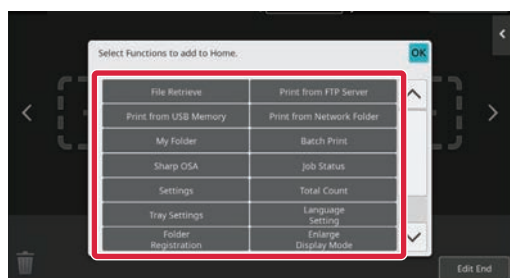 Select Functions to add to Home.
OK
File Retrieve
Print from FTP Server
Print from USB Memory
Print from Network Folder
My Folder
Batch Print
Sharp OSA
Job Status
Settings
Total Count
Tray Settings
Language
Setting
Folder
Registration
Enlarge
Display Mode
Edit End